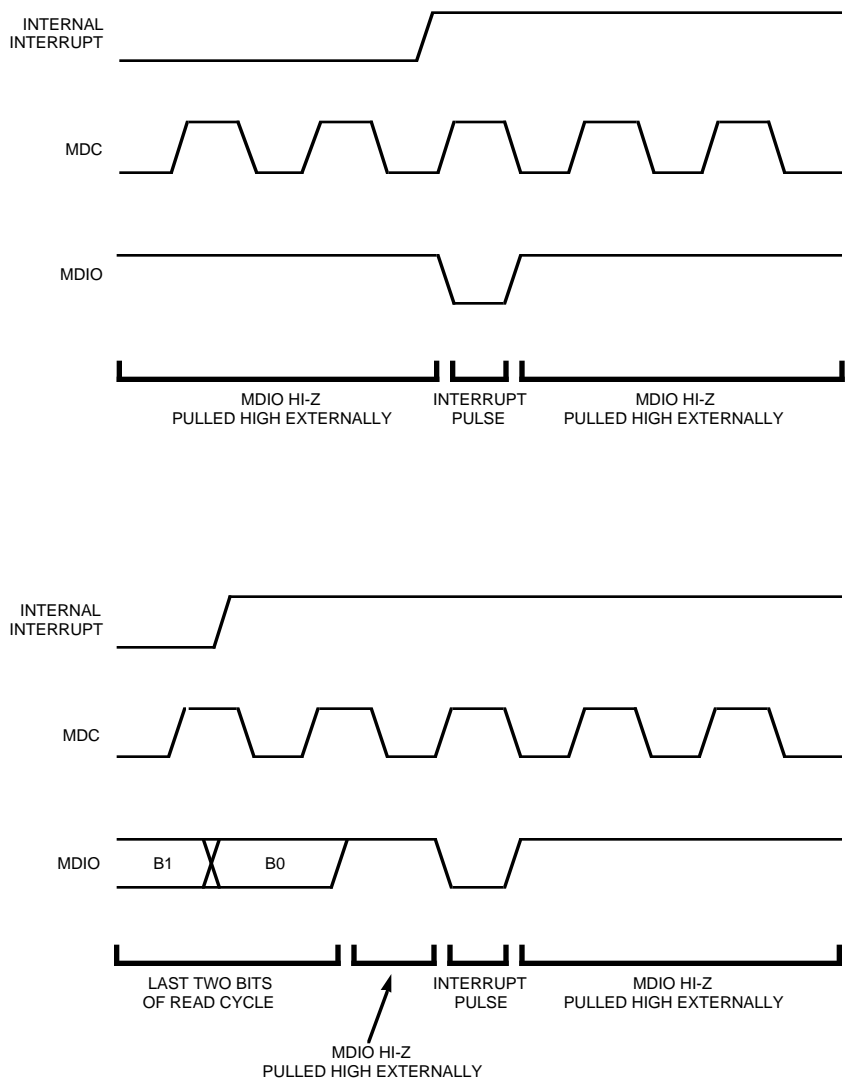 INTERNAL
INTERRUPT
MDC
MDIO
MDIO HI-Z
PULLED HIGH EXTERNALLY
INTERRUPT
PULSE
MDIO HI-Z
PULLED HIGH EXTERNALLY
INTERNAL
INTERRUPT
MDC
MDIO
B1
B0
LAST TWO BITS
OF READ CYCLE
INTERRUPT
PULSE
MDIO HI-Z
PULLED HIGH EXTERNALLY
MDIO HI-Z
PULLED HIGH EXTERNALLY